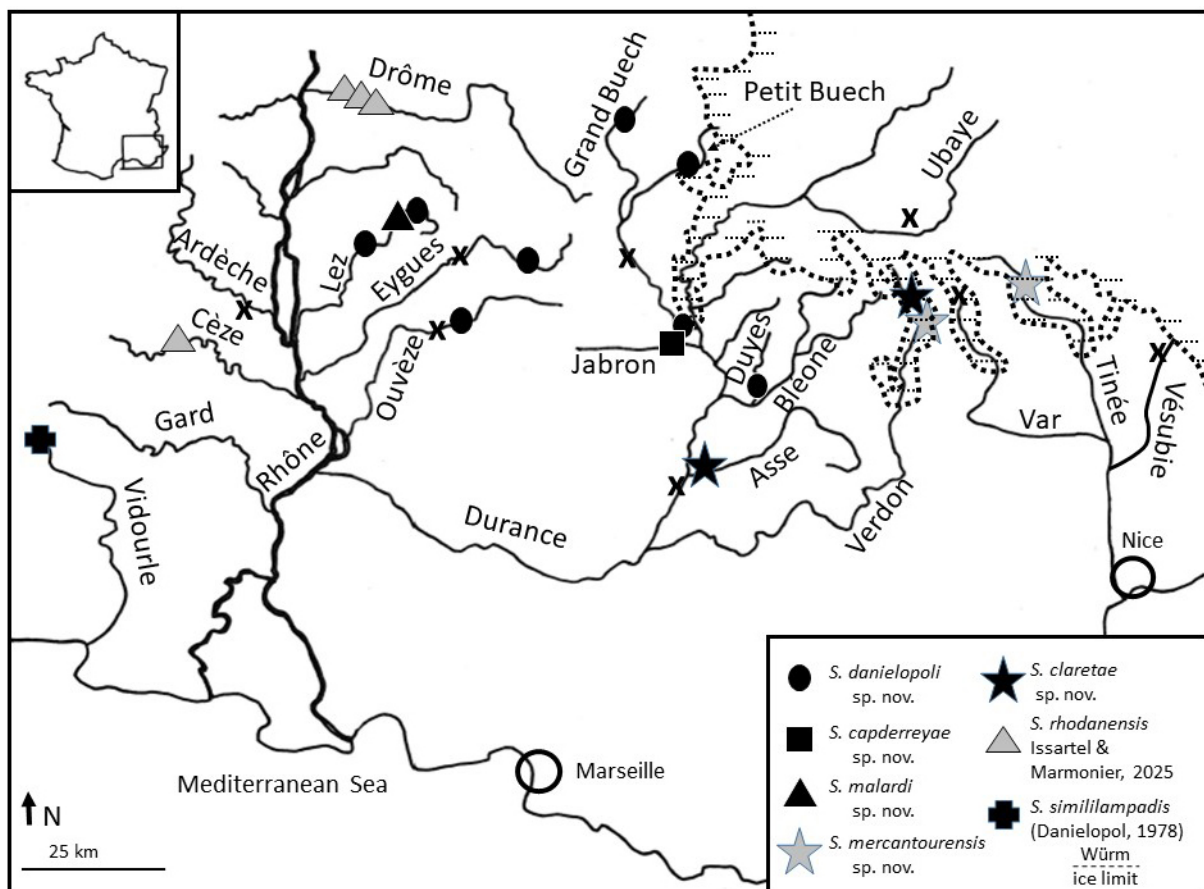 Drôme
Grand Buech
Petit Buech
Ubaye
Ardèche
Lez
Eygues
x
x
x
x
x
x
x
x
Cèze
Ouvèze
Jabron
Duyes
Bléone
Tinée
Vésubie
Gard
Rhône
Var
Asse
Vidourle
Durance
Verdon
Nice
Mediterranean Sea
Marseille
N
25 km
S. danielopoli
sp. nov.
S. capderreyae
sp. nov.
S. malardi
sp. nov.
S. mercantourensis
sp. nov.
S. claretae
sp. nov.
S. rhodanensis
Issartel &
Marmonier, 2025
S. simililampadis
(Danielopol, 1978)
Würm
ice limit